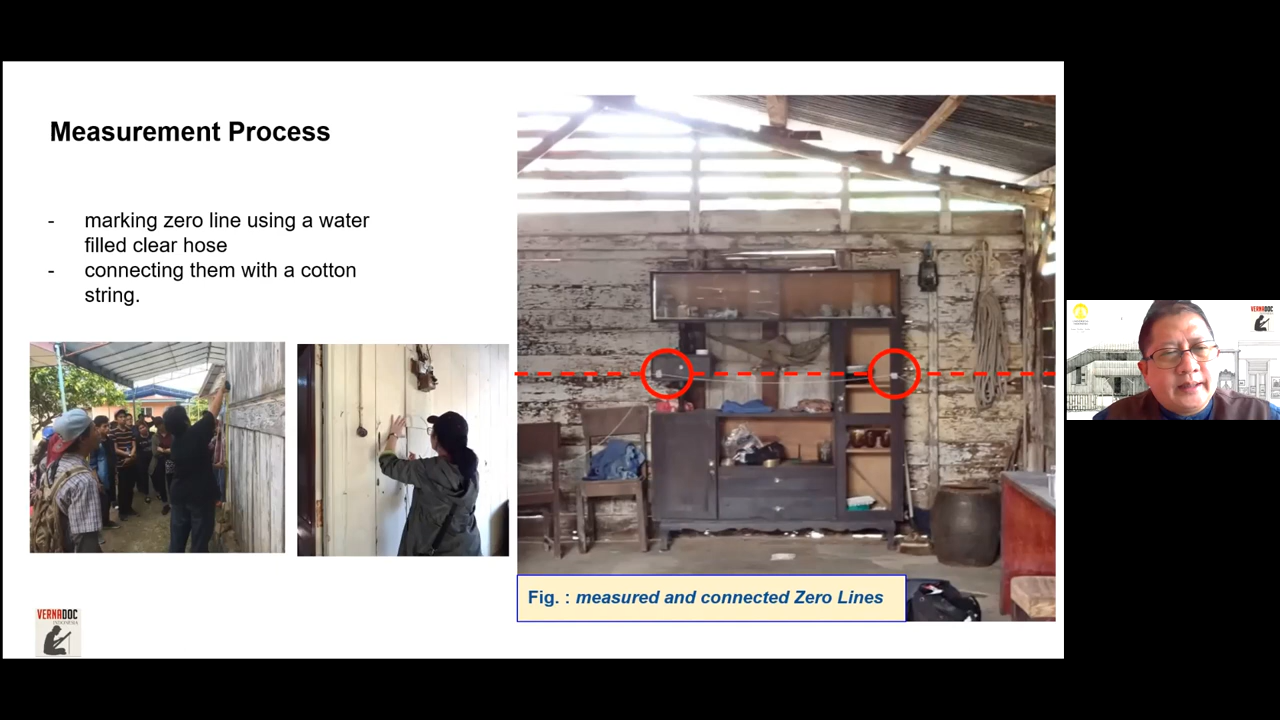 Measurement Process
- marking zero line using a water
filled clear hose
- connecting them with a cotton
string.
Fig. : measured and connected Zero Lines
VERNADOC
INDONESIA
VERNADOC